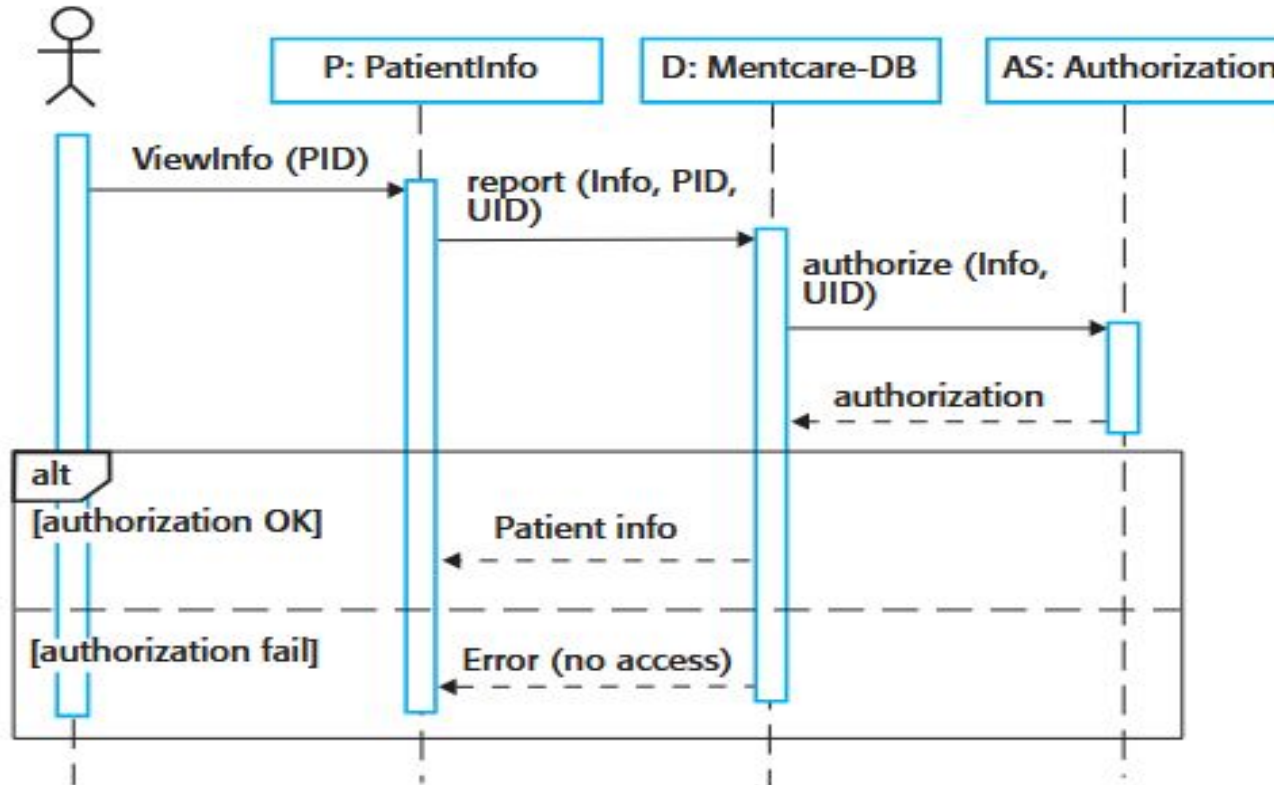 P: PatientInfo
D: Mentcare-DB
AS: Authorization
ViewInfo (PID)
report (Info, PID,
UID)
authorize (Info,
UID)
authorization
alt
[authorization OK]
Patient info
[authorization fail]
Error (no access)